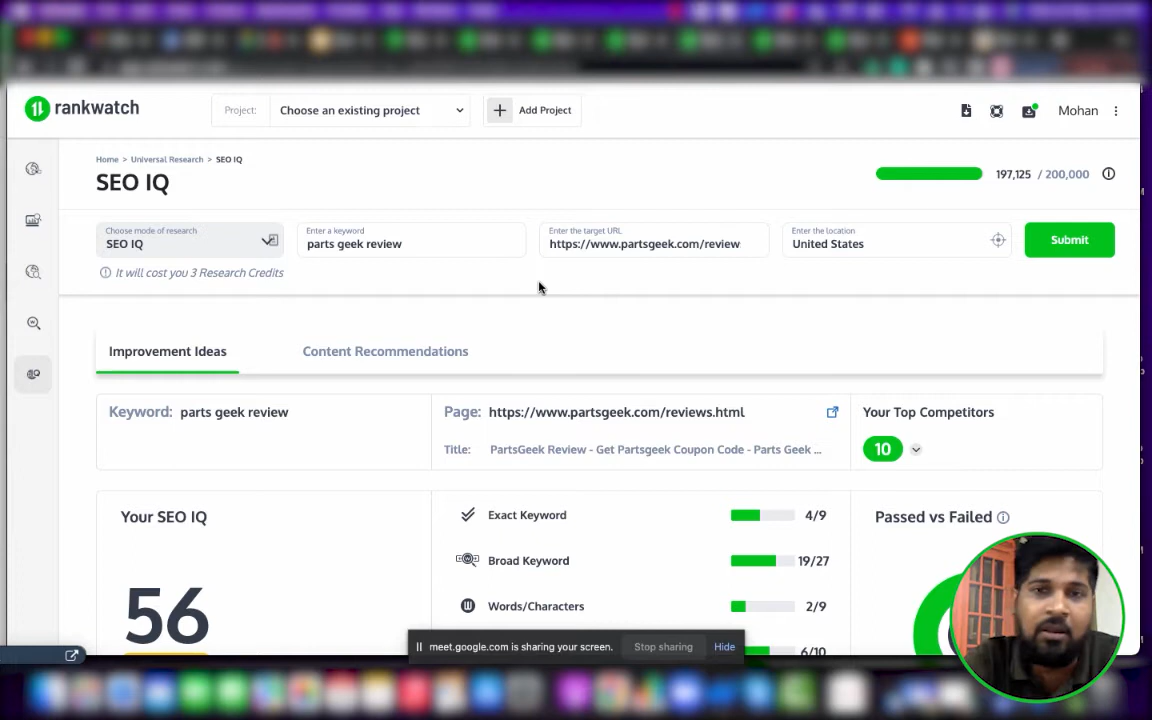 rankwatch
Project: Choose an existing project
Add Project
Mohan
Home > Universal Research > SEO IQ
SEO IQ
197,125 / 200,000
Choose mode of research
SEO IQ
Enter a keyword
parts geek review
Enter the target URL
https://www.partsgeek.com/review
Enter the location
United States
Submit
It will cost you 3 Research Credits
Improvement Ideas
Content Recommendations
Keyword: parts geek review
Page: https://www.partsgeek.com/reviews.html
Title: PartsGeek Review - Get Partsgeek Coupon Code - Parts Geek ...
Your Top Competitors
10
Your SEO IQ
56
Exact Keyword 4/9
Broad Keyword 19/27
Words/Characters 2/9
6/10
Passed vs Failed
meet.google.com is sharing your screen.
Stop sharing
Hide